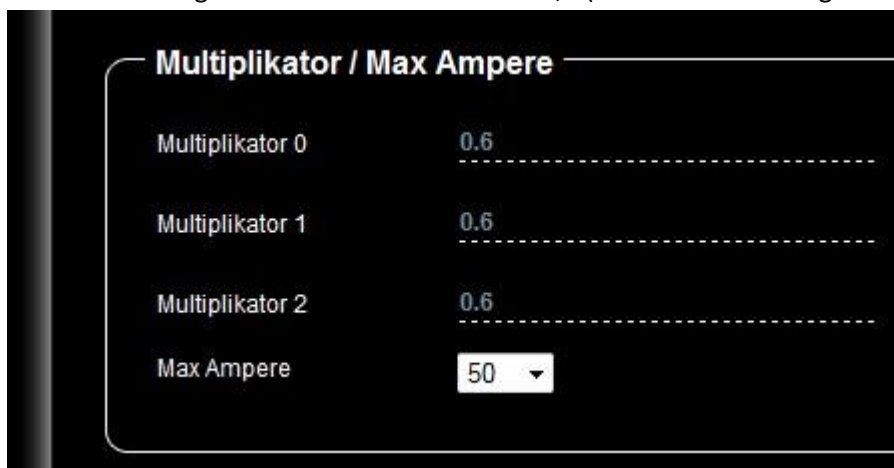 Multiplikator / Max Ampere
Multiplikator 0 0.6
Multiplikator 1 0.6
Multiplikator 2 0.6
Max Ampere 50